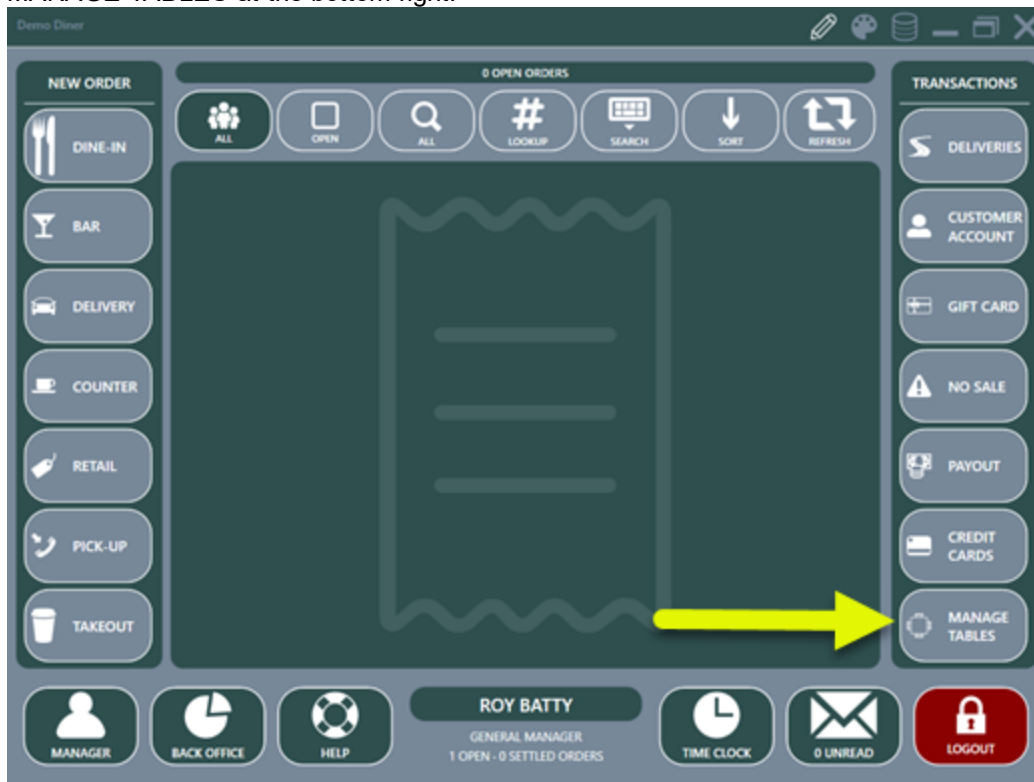 MANAGE TABLES at the bottom right.
Demo Diner
NEW ORDER
DINE-IN
BAR
DELIVERY
COUNTER
RETAIL
PICK-UP
TAKEOUT
0 OPEN ORDERS
ALL
OPEN
ALL
#
LOOKUP
SEARCH
SORT
REFRESH
TRANSACTIONS
DELIVERIES
CUSTOMER
ACCOUNT
GIFT CARD
NO SALE
PAYOUT
CREDIT
CARDS
MANAGE
TABLES
MANAGER
BACK OFFICE
HELP
ROY BATTY
GENERAL MANAGER
1 OPEN - 0 SETTLED ORDERS
TIME CLOCK
0 UNREAD
LOGOUT